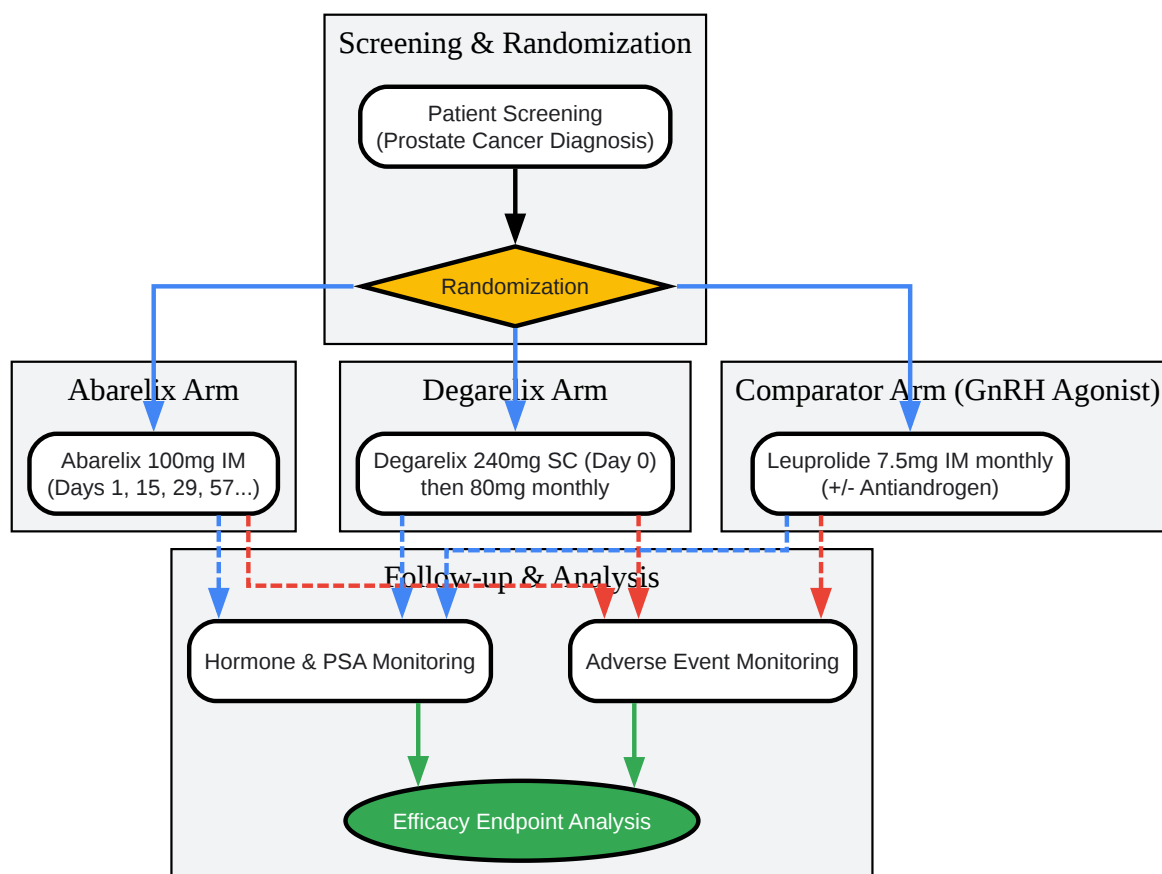 Screening & Randomization
Patient Screening
(Prostate Cancer Diagnosis)
Randomization
Abarelix Arm
Degarelix Arm
Comparator Arm (GnRH Agonist)
Abarelix 100mg IM
(Days 1, 15, 29, 57...)
Degarelix 240mg SC (Day 0)
then 80mg monthly
Leuprolide 7.5mg IM monthly
(+/- Antiandrogen)
Follow-up & Analysis
Hormone & PSA Monitoring
Adverse Event Monitoring
Efficacy Endpoint Analysis